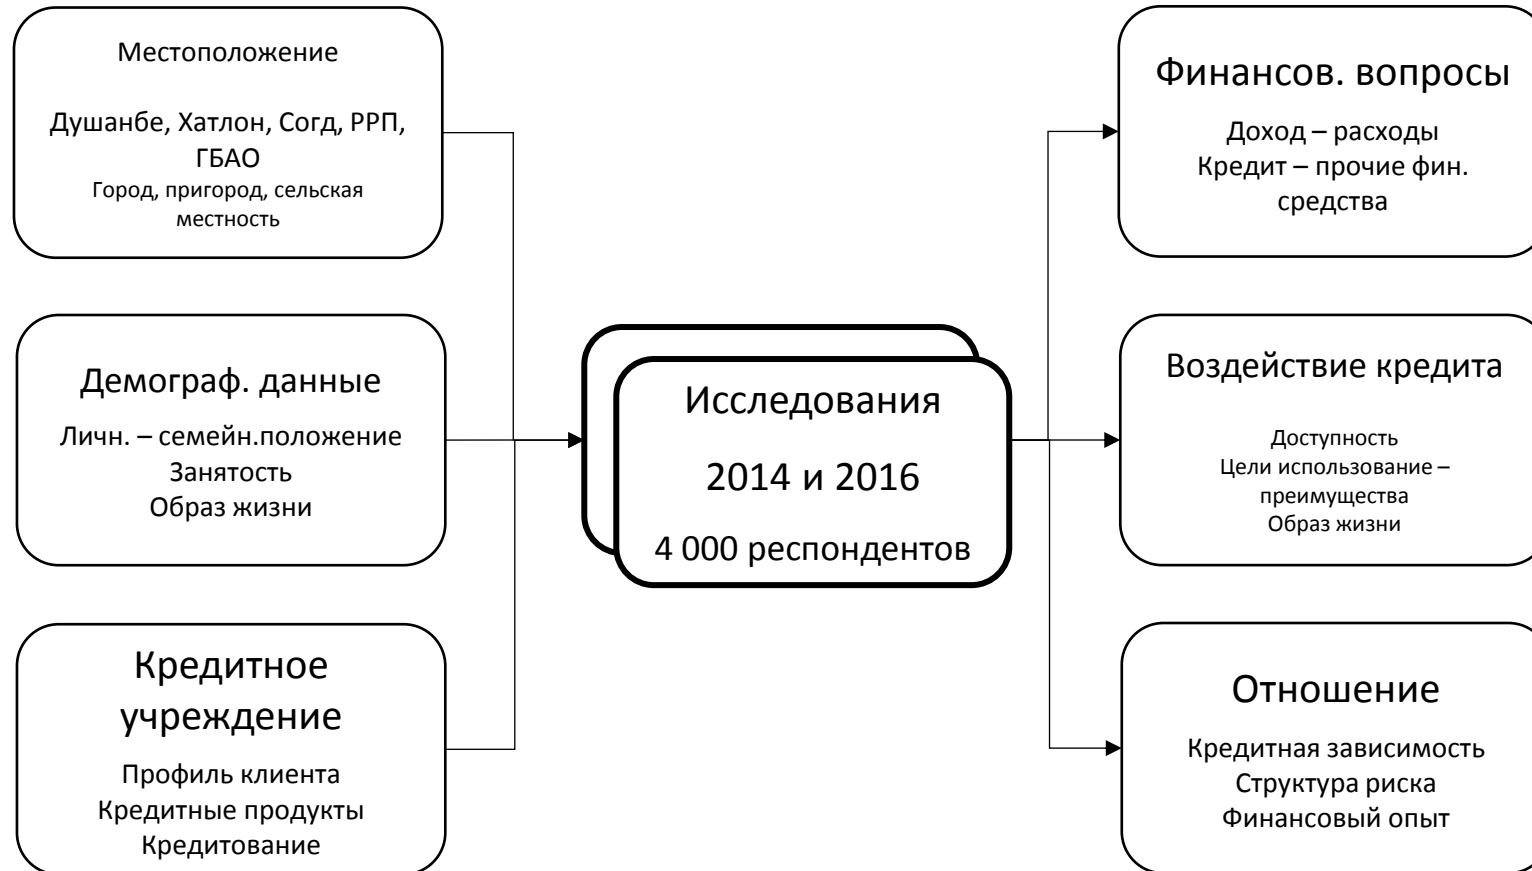 Местоположение
Душанбе, Хатлон, Согд, РРП,
ГБАО
Город, пригород, сельская
местность
Демограф. данные
Личн. – семейн.положение
Занятость
Образ жизни
Кредитное
учреждение
Профиль клиента
Кредитные продукты
Кредитование
Исследования
2014 и 2016
4 000 респондентов
Финансов. вопросы
Доход – расходы
Кредит – прочие фин.
средства
Воздействие кредита
Доступность
Цели использование –
преимущества
Образ жизни
Отношение
Кредитная зависимость
Структура риска
Финансовый опыт